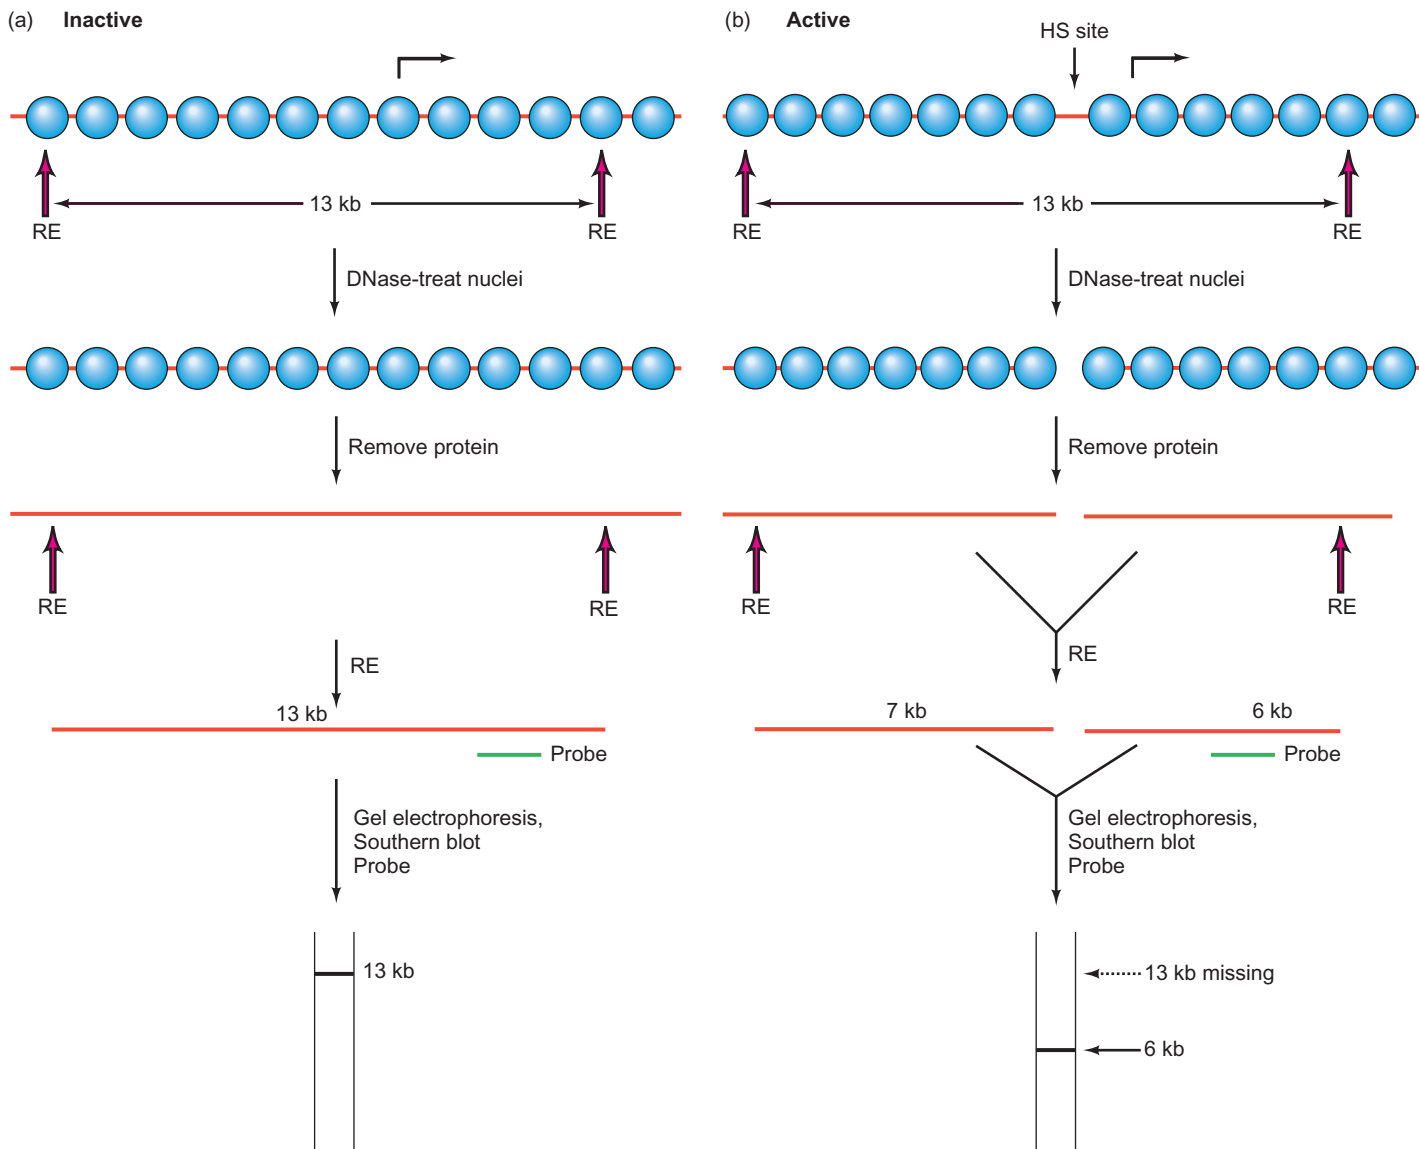 (a) Inactive
13 kb
RE
RE
DNase-treat nuclei
Remove protein
RE
RE
RE
13 kb
Probe
Gel electrophoresis,
Southern blot
Probe
13 kb
(b) Active
HS site
13 kb
RE
RE
DNase-treat nuclei
Remove protein
RE
RE
RE
7 kb
6 kb
Probe
Gel electrophoresis,
Southern blot
Probe
13 kb missing
6 kb